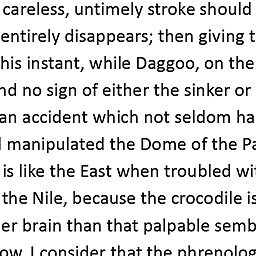 careless, untimely stroke should
entirely disappears; then giving t
his instant, while Daggoo, on the
nd no sign of either the sinker or
an accident which not seldom ha
manipulated the Dome of the Pa
is like the East when troubled wi
the Nile, because the crocodile is
er brain than that palpable semb
ow, I consider that the phrenolog